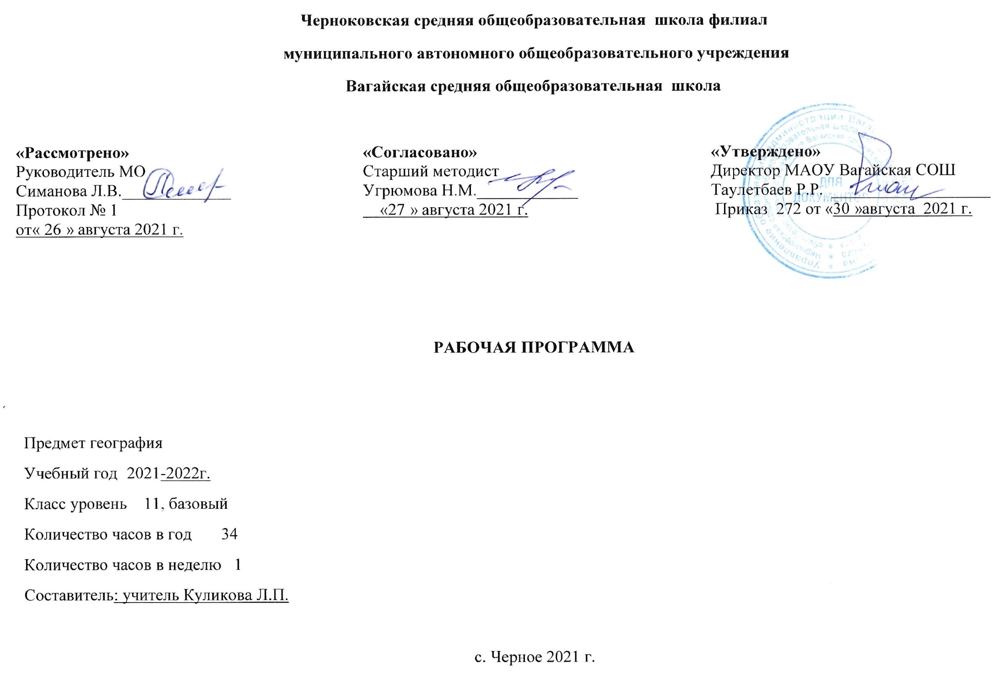 Черноковская средняя общеобразовательная школа филиал
муниципального автономного общеобразовательного учреждения
Вагайская средняя общеобразовательная школа
«Рассмотрено»
Руководитель МО
Симанова Л.В.
Протокол № 1
от« 26 » августа 2021 г.
«Согласовано»
Старший методист
Угрюмова Н.М.
«27 » августа 2021 г.
«Утверждено»
Директор МАОУ Вагайская СОШ
Таулетбаев Р.Р.
Приказ 272 от «30 »августа 2021 г.
ДЛЯ
ДОКУМЕНТОВ
РАБОЧАЯ ПРОГРАММА
Предмет география
Учебный год 2021-2022г.
Класс уровень 11, базовый
Количество часов в год 34
Количество часов в неделю 1
Составитель: учитель Куликова Л.П.
с. Черное 2021 г.